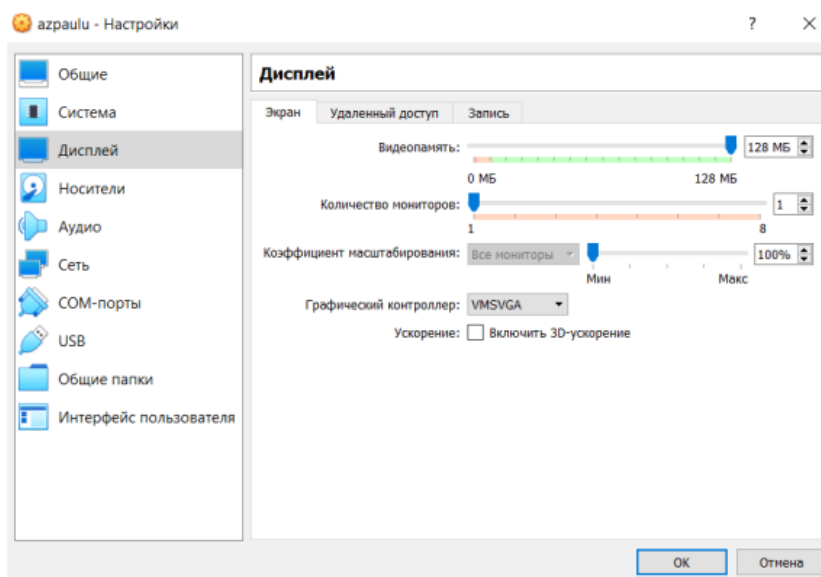 azpaulu - Настройки
?
Общие
Система
Дисплей
Носители
Аудио
Сеть
COM-порты
USB
Общие папки
Интерфейс пользователя
Дисплей
Экран Удаленный доступ Запись
Видеопамять: 128 МБ
0 МБ 128 МБ
Количество мониторов: 1
1 8
Коэффициент масштабирования: Все мониторы 100%
Мин Макс
Графический контроллер: VMSVGA
Ускорение: Включить 3D-ускорение
OK Отмена